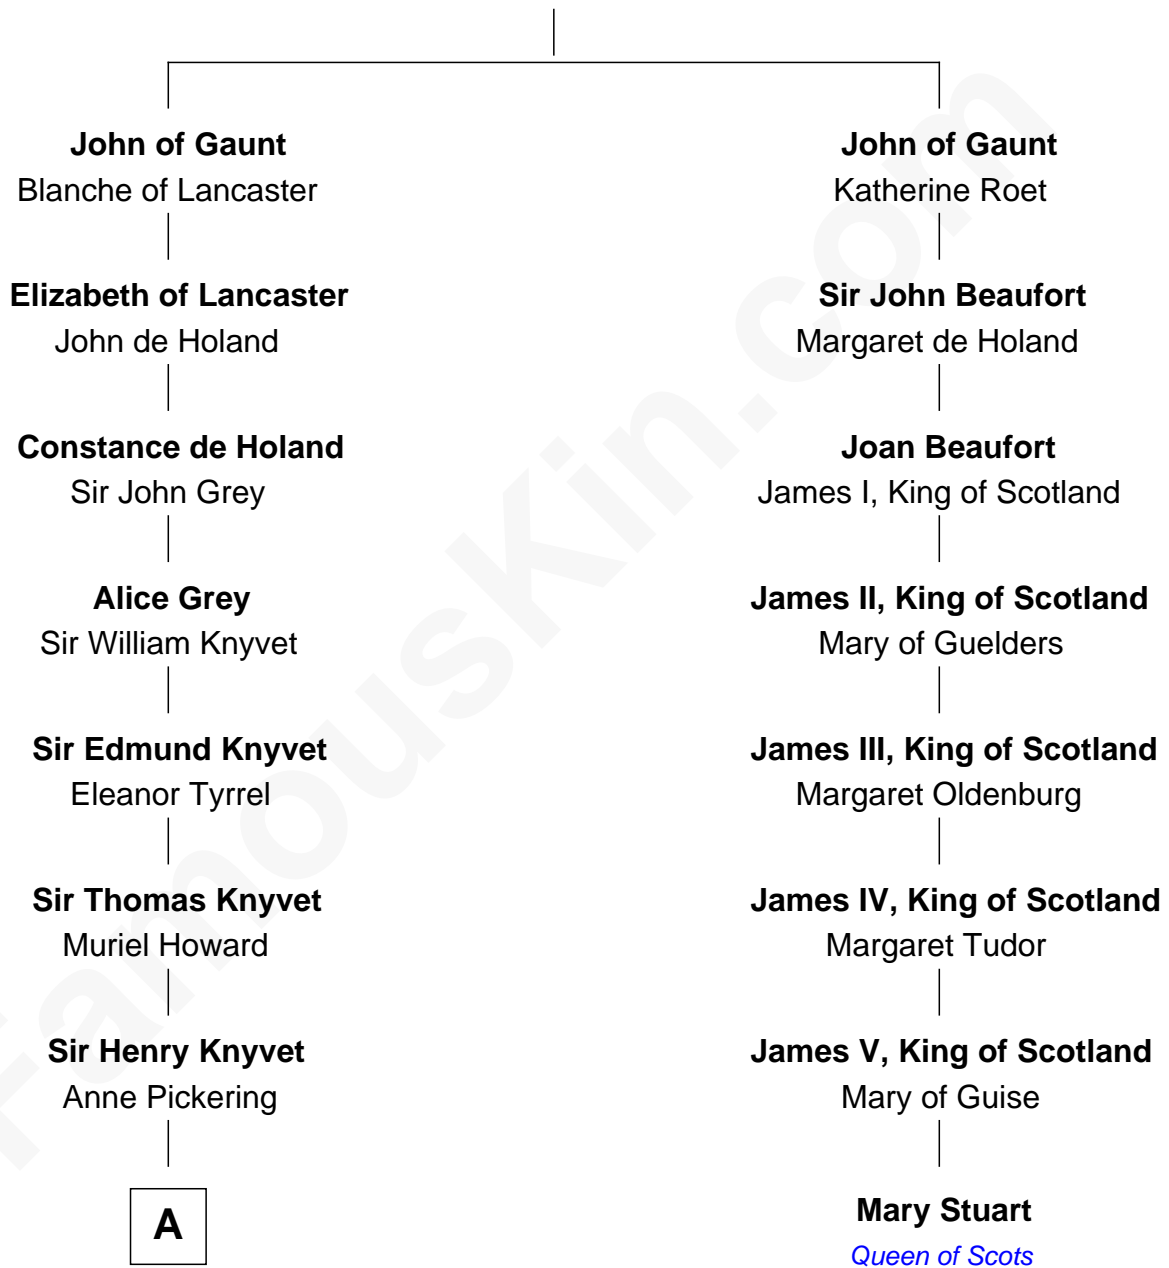 John of Gaunt
Blanche of Lancaster
John of Gaunt
Katherine Roet
Elizabeth of Lancaster
John de Holand
Sir John Beaufort
Margaret de Holand
Constance de Holand
Sir John Grey
Joan Beaufort
James I, King of Scotland
Alice Grey
Sir William Knyvet
James II, King of Scotland
Mary of Guelders
Sir Edmund Knyvet
Eleanor Tyrrel
James III, King of Scotland
Margaret Oldenburg
Sir Thomas Knyvet
Muriel Howard
James IV, King of Scotland
Margaret Tudor
Sir Henry Knyvet
Anne Pickering
James V, King of Scotland
Mary of Guise
A
Mary Stuart
Queen of Scots
FamousKin.com